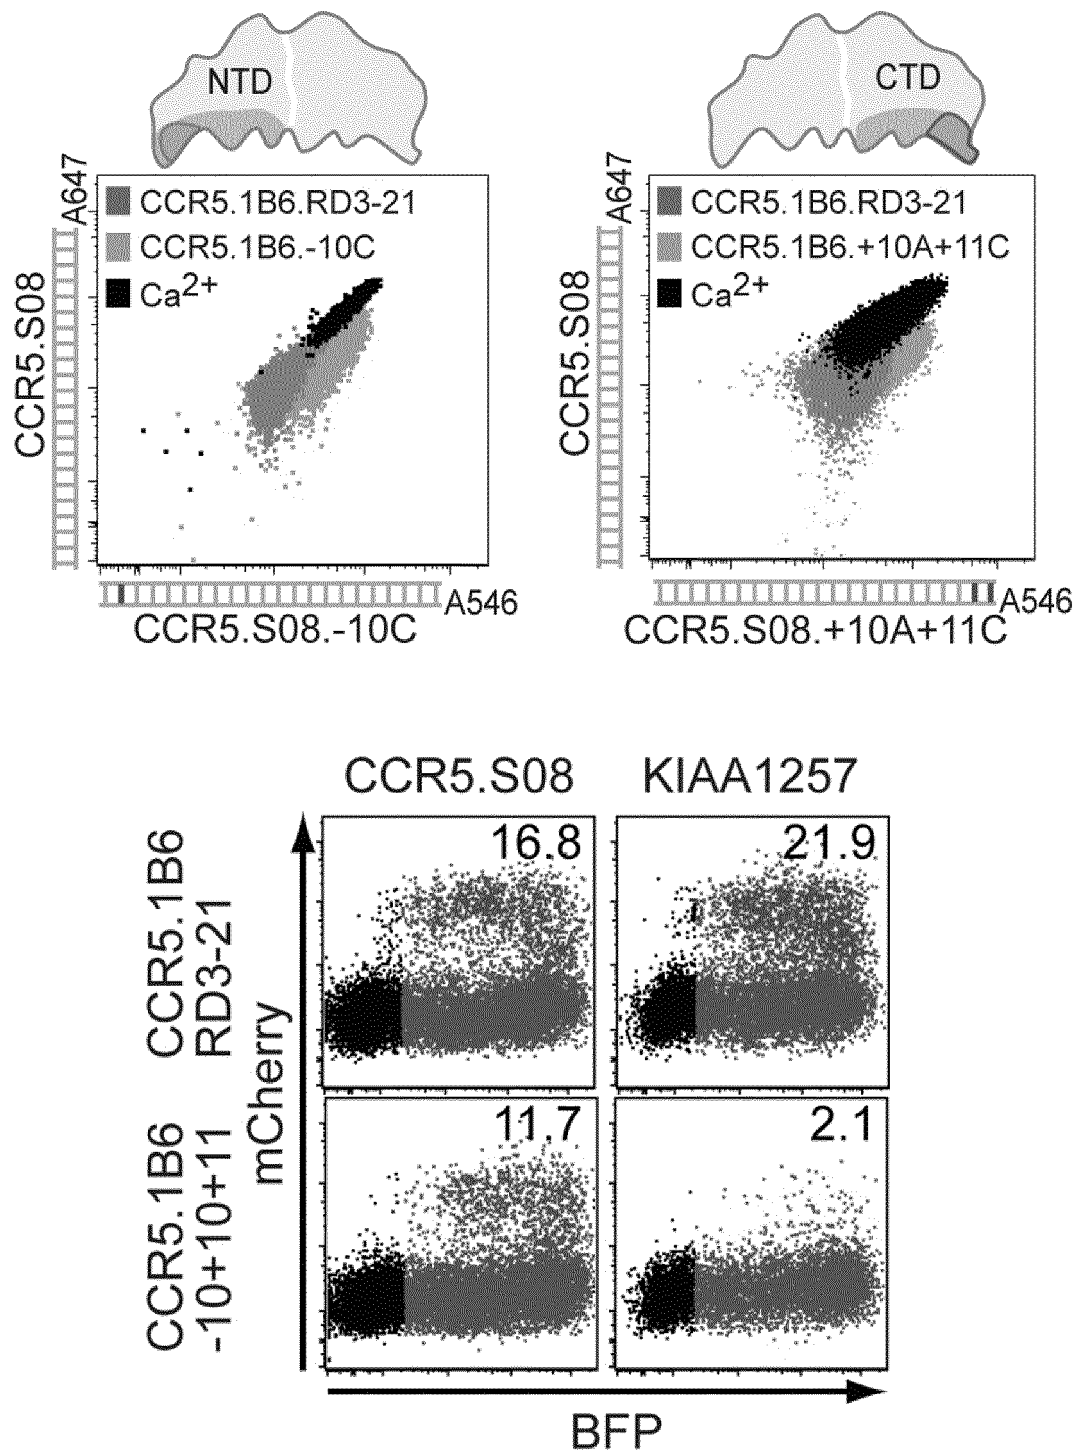 NTD
CCR5.1B6.RD3-21
CCR5.1B6.-10C
Ca2+
A647
CCR5.S08
A546
CCR5.S08.-10C
CTD
CCR5.1B6.RD3-21
CCR5.1B6.+10A+11C
Ca2+
A647
CCR5.S08
A546
CCR5.S08.+10A+11C
CCR5.S08
KIAA1257
CCR5.1B6
RD3-21
16.8
21.9
mCherry
CCR5.1B6
-10+10+11
11.7
2.1
BFP